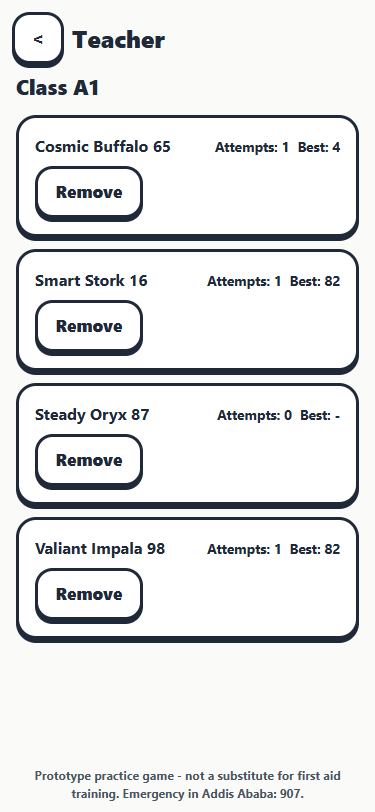 < Teacher
Class A1
Cosmic Buffalo 65 Attempts: 1 Best: 4
Remove
Smart Stork 16 Attempts: 1 Best: 82
Remove
Steady Oryx 87 Attempts: 0 Best: -
Remove
Valiant Impala 98 Attempts: 1 Best: 82
Remove
Prototype practice game - not a substitute for first aid
training. Emergency in Addis Ababa: 907.